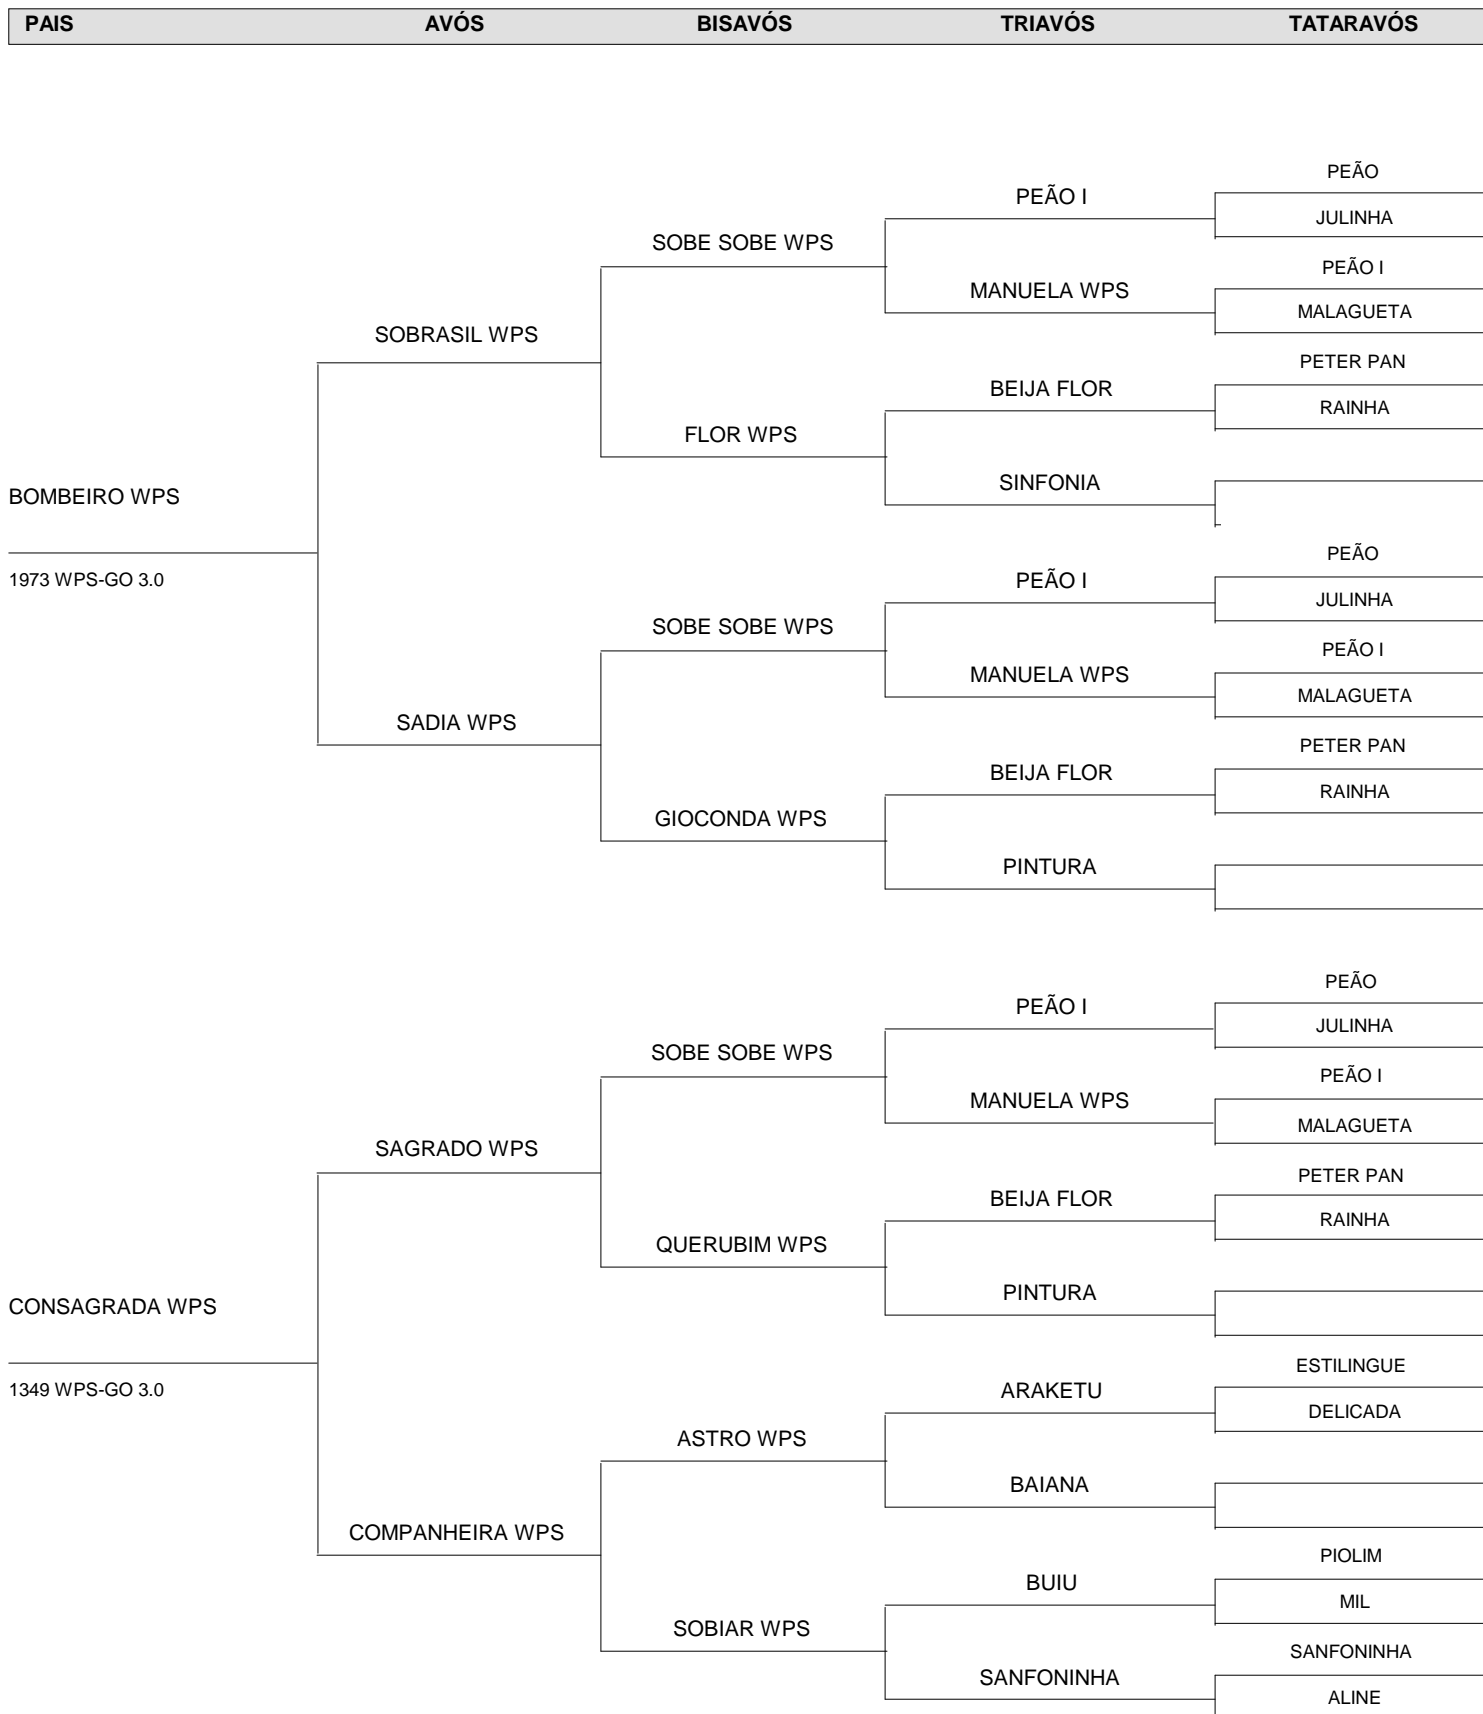 PAIS AVÓS BISAVÓS TRIAVÓS TATARAVÓS
PEÃO
PEÃO I
JULINHA
SOBE SOBE WPS
PEÃO I
MANUELA WPS
MALAGUETA
SOBRASIL WPS
PETER PAN
BEIJA FLOR
RAINHA
FLOR WPS
SINFONIA
BOMBEIRO WPS
PEÃO
1973 WPS-GO 3.0
PEÃO I
JULINHA
SOBE SOBE WPS
PEÃO I
MANUELA WPS
MALAGUETA
SADIA WPS
PETER PAN
BEIJA FLOR
RAINHA
GIOCONDA WPS
PINTURA
PEÃO
PEÃO I
JULINHA
SOBE SOBE WPS
PEÃO I
MANUELA WPS
MALAGUETA
SAGRADO WPS
PETER PAN
BEIJA FLOR
RAINHA
QUERUBIM WPS
PINTURA
CONSAGRADA WPS
ESTILINGUE
1349 WPS-GO 3.0
ARAKETU
DELICADA
ASTRO WPS
BAIANA
COMPANHEIRA WPS
PIOLIM
BUIU
MIL
SOBIAR WPS
SANFONINHA
SANFONINHA
ALINE